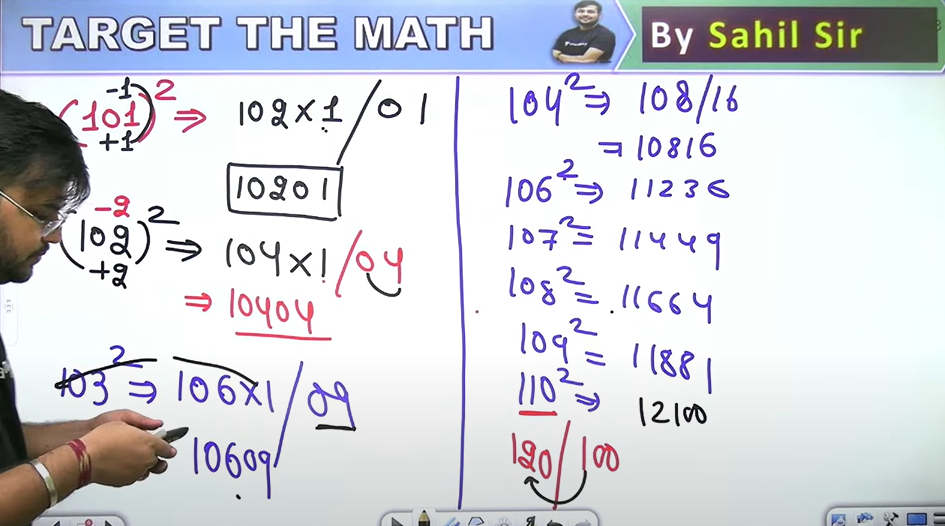 TARGET THE MATH
By Sahil Sir
-1
(101)² ⇒ 102×1/01
+1
10201
-2
(102)² ⇒ 104×1/04
+2
⇒ 10404
103² ⇒ 106×1/09
10609
104² ⇒ 108/16
= 10816
106² ⇒ 11236
107² = 11449
108² = 11664
109² = 11881
110² ⇒ 12100
120/100